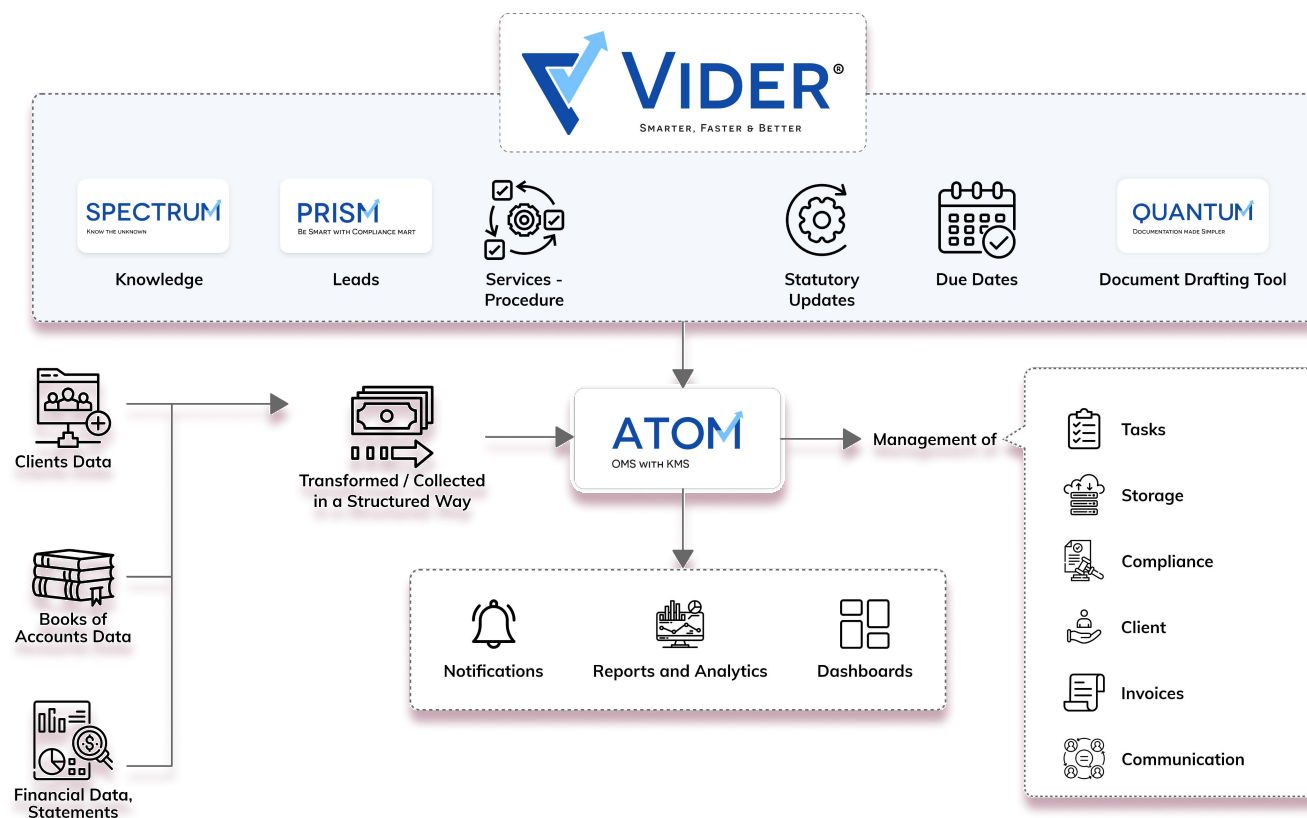 VIDER®
SMARTER, FASTER & BETTER
SPECTRUM
KNOW THE UNKNOWN
Knowledge
PRISM
BE SMART WITH COMPLIANCE MART
Leads
Services -
Procedure
Statutory
Updates
Due Dates
QUANTUM
DOCUMENTATION MADE SIMPLER
Document Drafting Tool
Clients Data
Books of
Accounts Data
Financial Data,
Statements
Transformed / Collected
in a Structured Way
ATOM
OMS WITH KMS
Management of
Tasks
Storage
Compliance
Client
Invoices
Communication
Notifications
Reports and Analytics
Dashboards